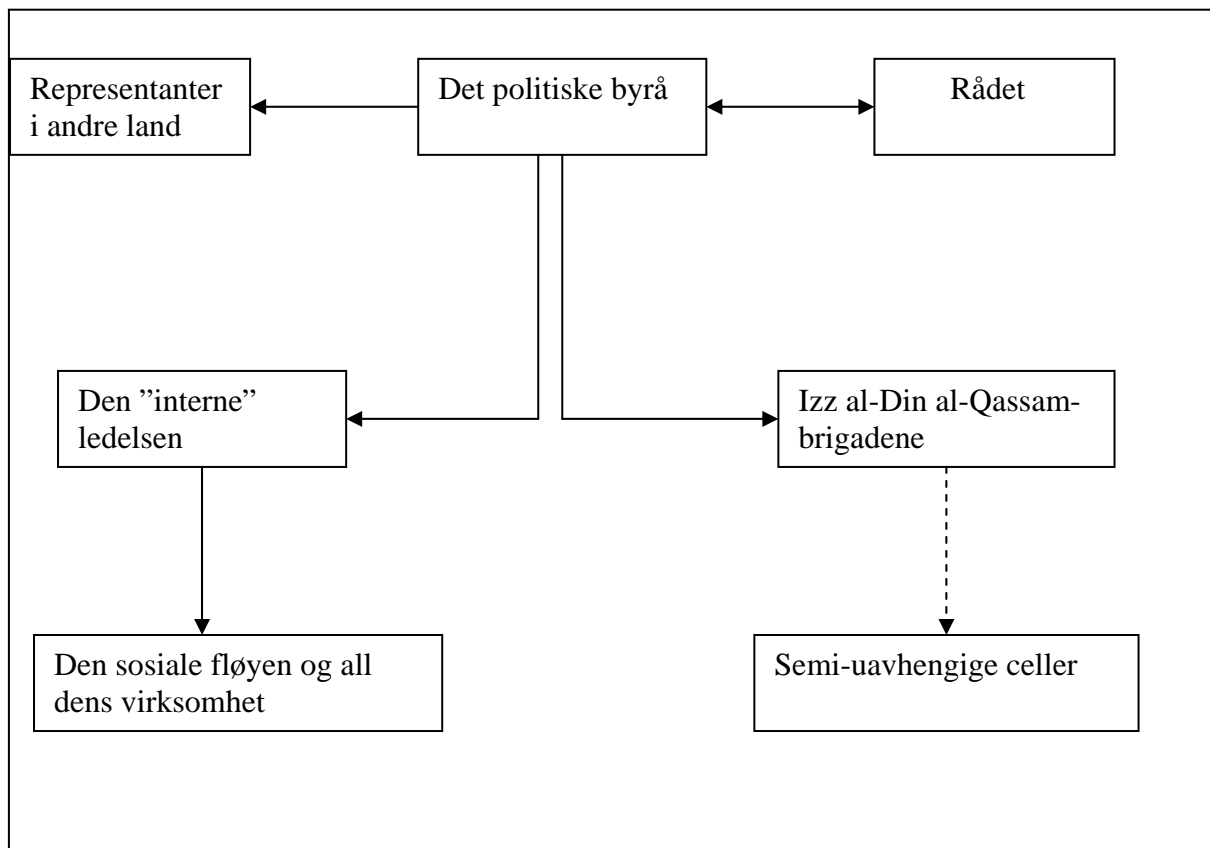 Representanter
i andre land
Det politiske byrå
Rådet
Den ”interne”
ledelsen
Izz al-Din al-Qassam-
brigadene
Den sosiale fløyen og all
dens virksomhet
Semi-uavhengige celler